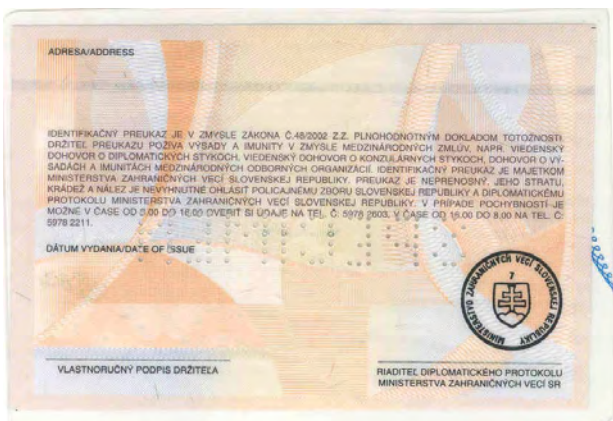 ADRESA/ADDRESS
IDENTIFIKAČNÝ PREUKAZ JE V ZMYSLE ZÁKONA Č.48/2002 Z.Z. PLNOHODNOTNÝM DOKLADOM TOTOŽNOSTI.
DRŽITEĽ PREUKAZU POŽÍVA VÝSADY A IMUNITY V ZMYSLE MEDZINÁRODNÝCH ZMLÚV, NAPR. VIEDENSKÝ
DOHOVOR O DIPLOMATICKÝCH STYKOCH, VIEDENSKÝ DOHOVOR O KONZULÁRNYCH STYKOCH, DOHOVOR O VÝ-
SADÁCH A IMUNITÁCH MEDZINÁRODNÝCH ODBORNÝCH ORGANIZÁCIÍ. IDENTIFIKAČNÝ PREUKAZ JE MAJETKOM
MINISTERSTVA ZAHRANIČNÝCH VECÍ SLOVENSKEJ REPUBLIKY. PREUKAZ JE NEPRENOSNÝ. JEHO STRATU,
KRÁDEŽ A NÁLEZ JE NEVYHNUTNÉ OHLÁSIŤ POLICAJNÉMU ZBORU SLOVENSKEJ REPUBLIKY A DIPLOMATICKÉMU
PROTOKOLU MINISTERSTVA ZAHRANIČNÝCH VECÍ SLOVENSKEJ REPUBLIKY. V PRÍPADE POCHYBNOSTÍ JE
MOŽNÉ V ČASE OD 8.00 DO 16.00 OVERIŤ SI ÚDAJE NA TEL. Č: 5978 2603, V ČASE OD 16.00 DO 8.00 NA TEL. Č:
5978 2211.
DÁTUM VYDANIA/DATE OF ISSUE
MINISTERSTVO ZAHRANIČNÝCH VECÍ SLOVENSKEJ REPUBLIKY
7
VLASTNORUČNÝ PODPIS DRŽITEĽA
RIADITEĽ DIPLOMATICKÉHO PROTOKOLU
MINISTERSTVA ZAHRANIČNÝCH VECÍ SR